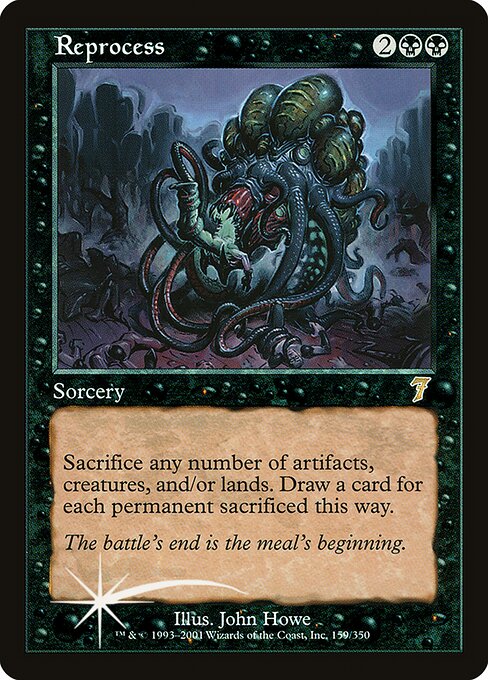 Reprocess 2
Sorcery 7
Sacrifice any number of artifacts,
creatures, and/or lands. Draw a card for
each permanent sacrificed this way.
The battle's end is the meal's beginning.
Illus. John Howe
™ & © 1993–2001 Wizards of the Coast, Inc. 159/350